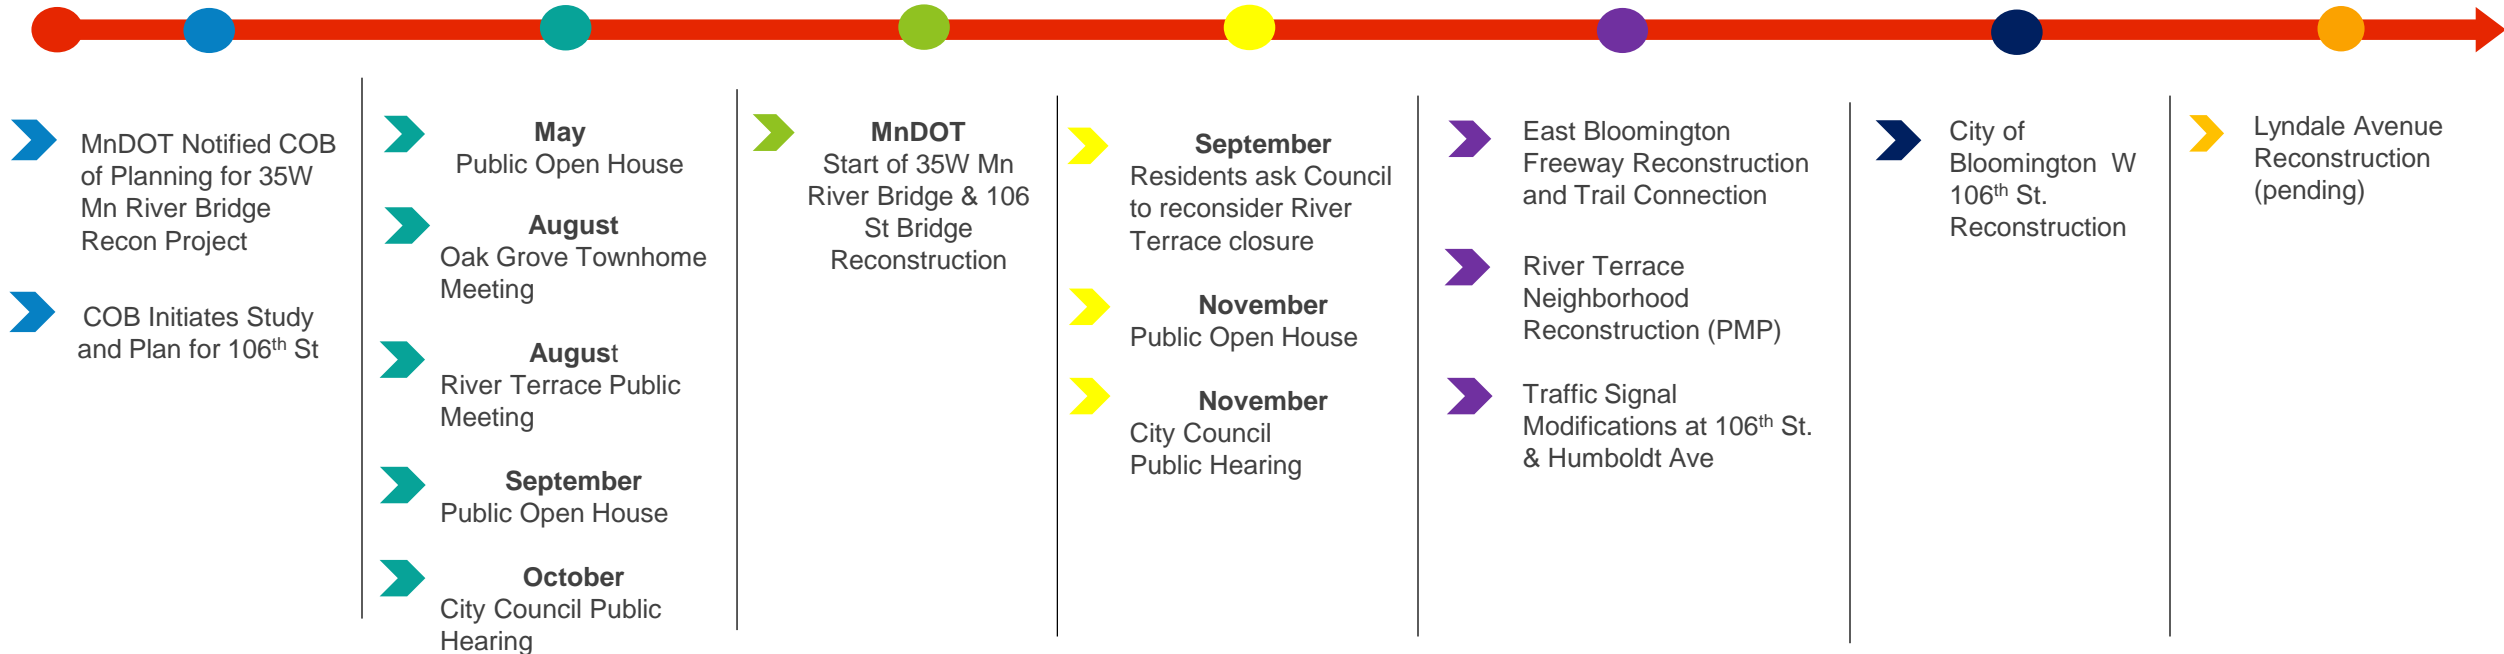 MnDOT Notified COB
of Planning for 35W
Mn River Bridge
Recon Project
COB Initiates Study
and Plan for 106th St
May
Public Open House
August
Oak Grove Townhome
Meeting
August
River Terrace Public
Meeting
September
Public Open House
October
City Council Public
Hearing
MnDOT
Start of 35W Mn
River Bridge & 106
St Bridge
Reconstruction
September
Residents ask Council
to reconsider River
Terrace closure
November
Public Open House
November
City Council
Public Hearing
East Bloomington
Freeway Reconstruction
and Trail Connection
River Terrace
Neighborhood
Reconstruction (PMP)
Traffic Signal
Modifications at 106th St.
& Humboldt Ave
City of
Bloomington W
106th St.
Reconstruction
Lyndale Avenue
Reconstruction
(pending)